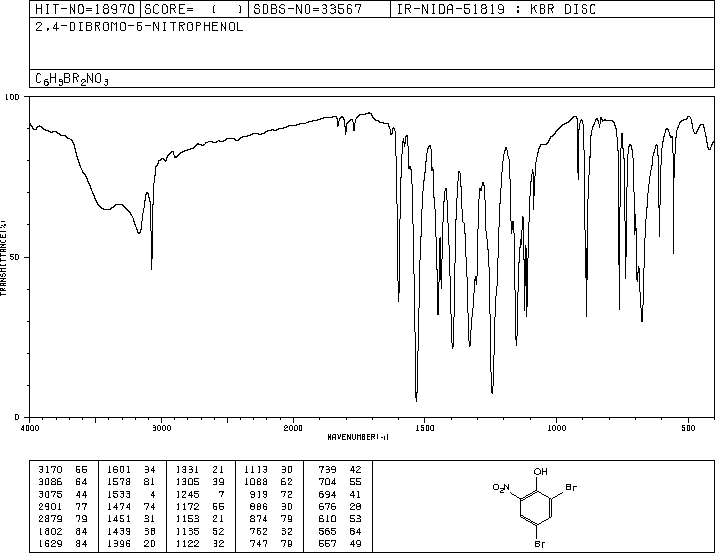 HIT-NO=18970 SCORE= ( ) SDBS-NO=33567 IR-NIDA-51819 : KBR DISC
2,4-DIBROMO-6-NITROPHENOL
C6H3BR2NO3
100
50
0
TRANSMITTANCE(%)
4000 3000 2000 1500 1000 500
WAVENUMBER(-1)
3170 55 1601 34 1331 21 1113 30 739 42
3086 64 1578 81 1305 39 1088 62 704 55
3075 44 1533 4 1245 7 919 72 694 41
2901 77 1474 74 1172 55 886 30 676 28
2879 79 1451 31 1153 21 874 79 610 53
1802 84 1439 38 1135 52 762 32 565 84
1629 84 1396 20 1122 32 747 79 557 49
OH
O2N
Br
Br